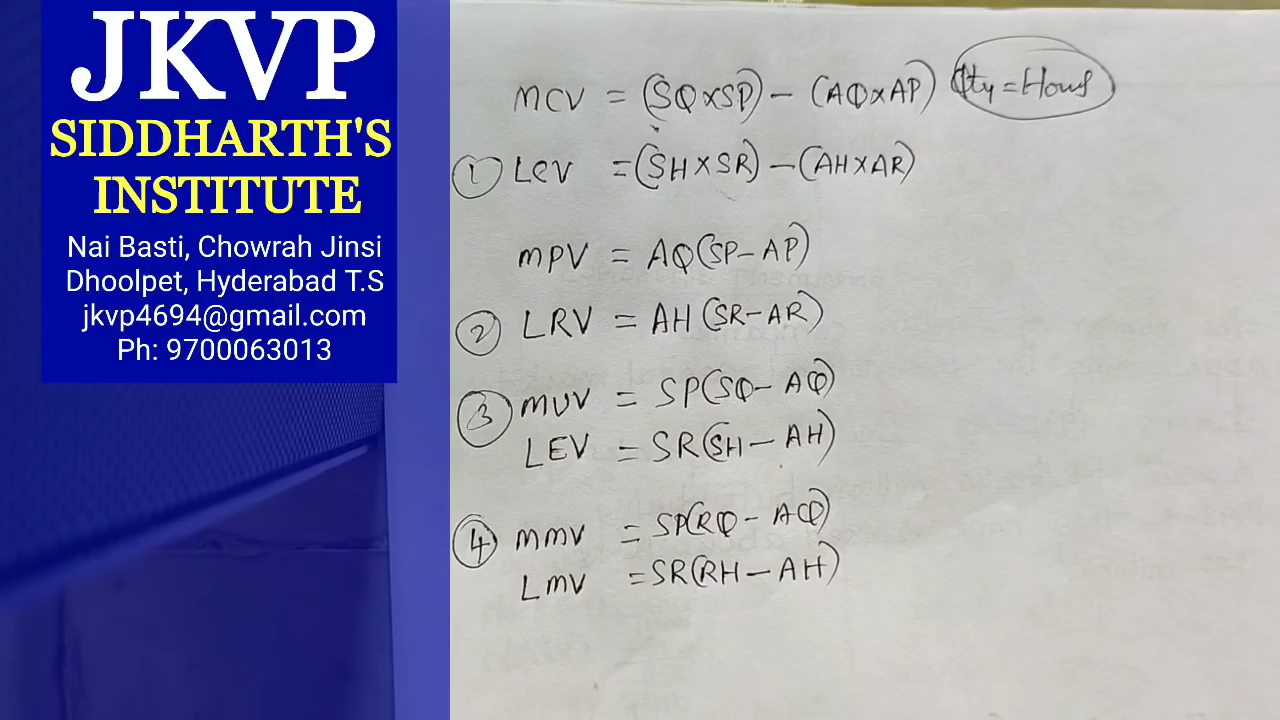 JKVP
SIDDHARTH'S
INSTITUTE
Nai Basti, Chowrah Jinsi
Dhoolpet, Hyderabad T.S
jkvp4694@gmail.com
Ph: 9700063013
MCV = (SQ×SP) – (AQ×AP) Qty = Hours
① LCV = (SH×SR) – (AH×AR)
MPV = AQ(SP – AP)
② LRV = AH(SR – AR)
③ MUV = SP(SQ – AQ)
LEV = SR(SH – AH)
④ MMV = SP(RQ – AQ)
LMV = SR(RH – AH)